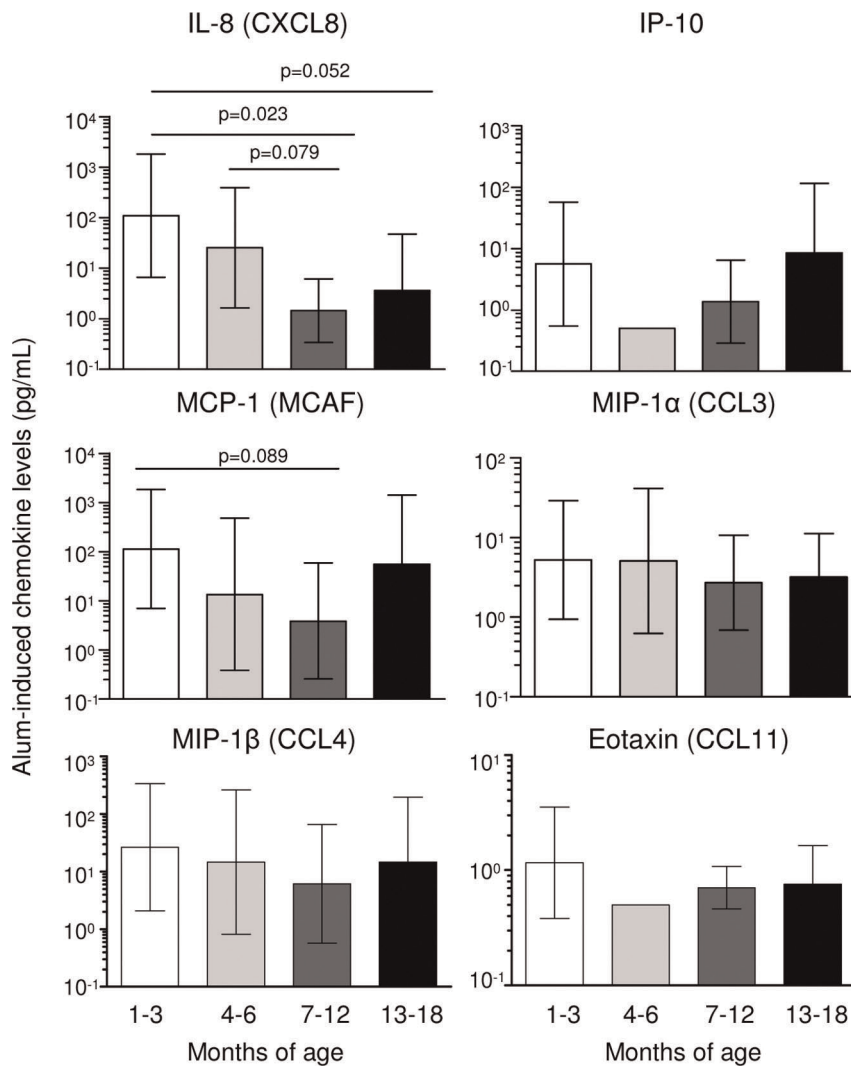 IL-8 (CXCL8)
p=0.052
p=0.023
p=0.079
10⁴
10³
10²
10¹
10⁰
10⁻¹
IP-10
10³
10²
10¹
10⁰
10⁻¹
Alum-induced chemokine levels (pg/mL)
MCP-1 (MCAF)
p=0.089
10⁴
10³
10²
10¹
10⁰
10⁻¹
MIP-1α (CCL3)
10²
10¹
10⁰
10⁻¹
MIP-1β (CCL4)
10³
10²
10¹
10⁰
10⁻¹
1-3 4-6 7-12 13-18
Months of age
Eotaxin (CCL11)
10¹
10⁰
10⁻¹
1-3 4-6 7-12 13-18
Months of age